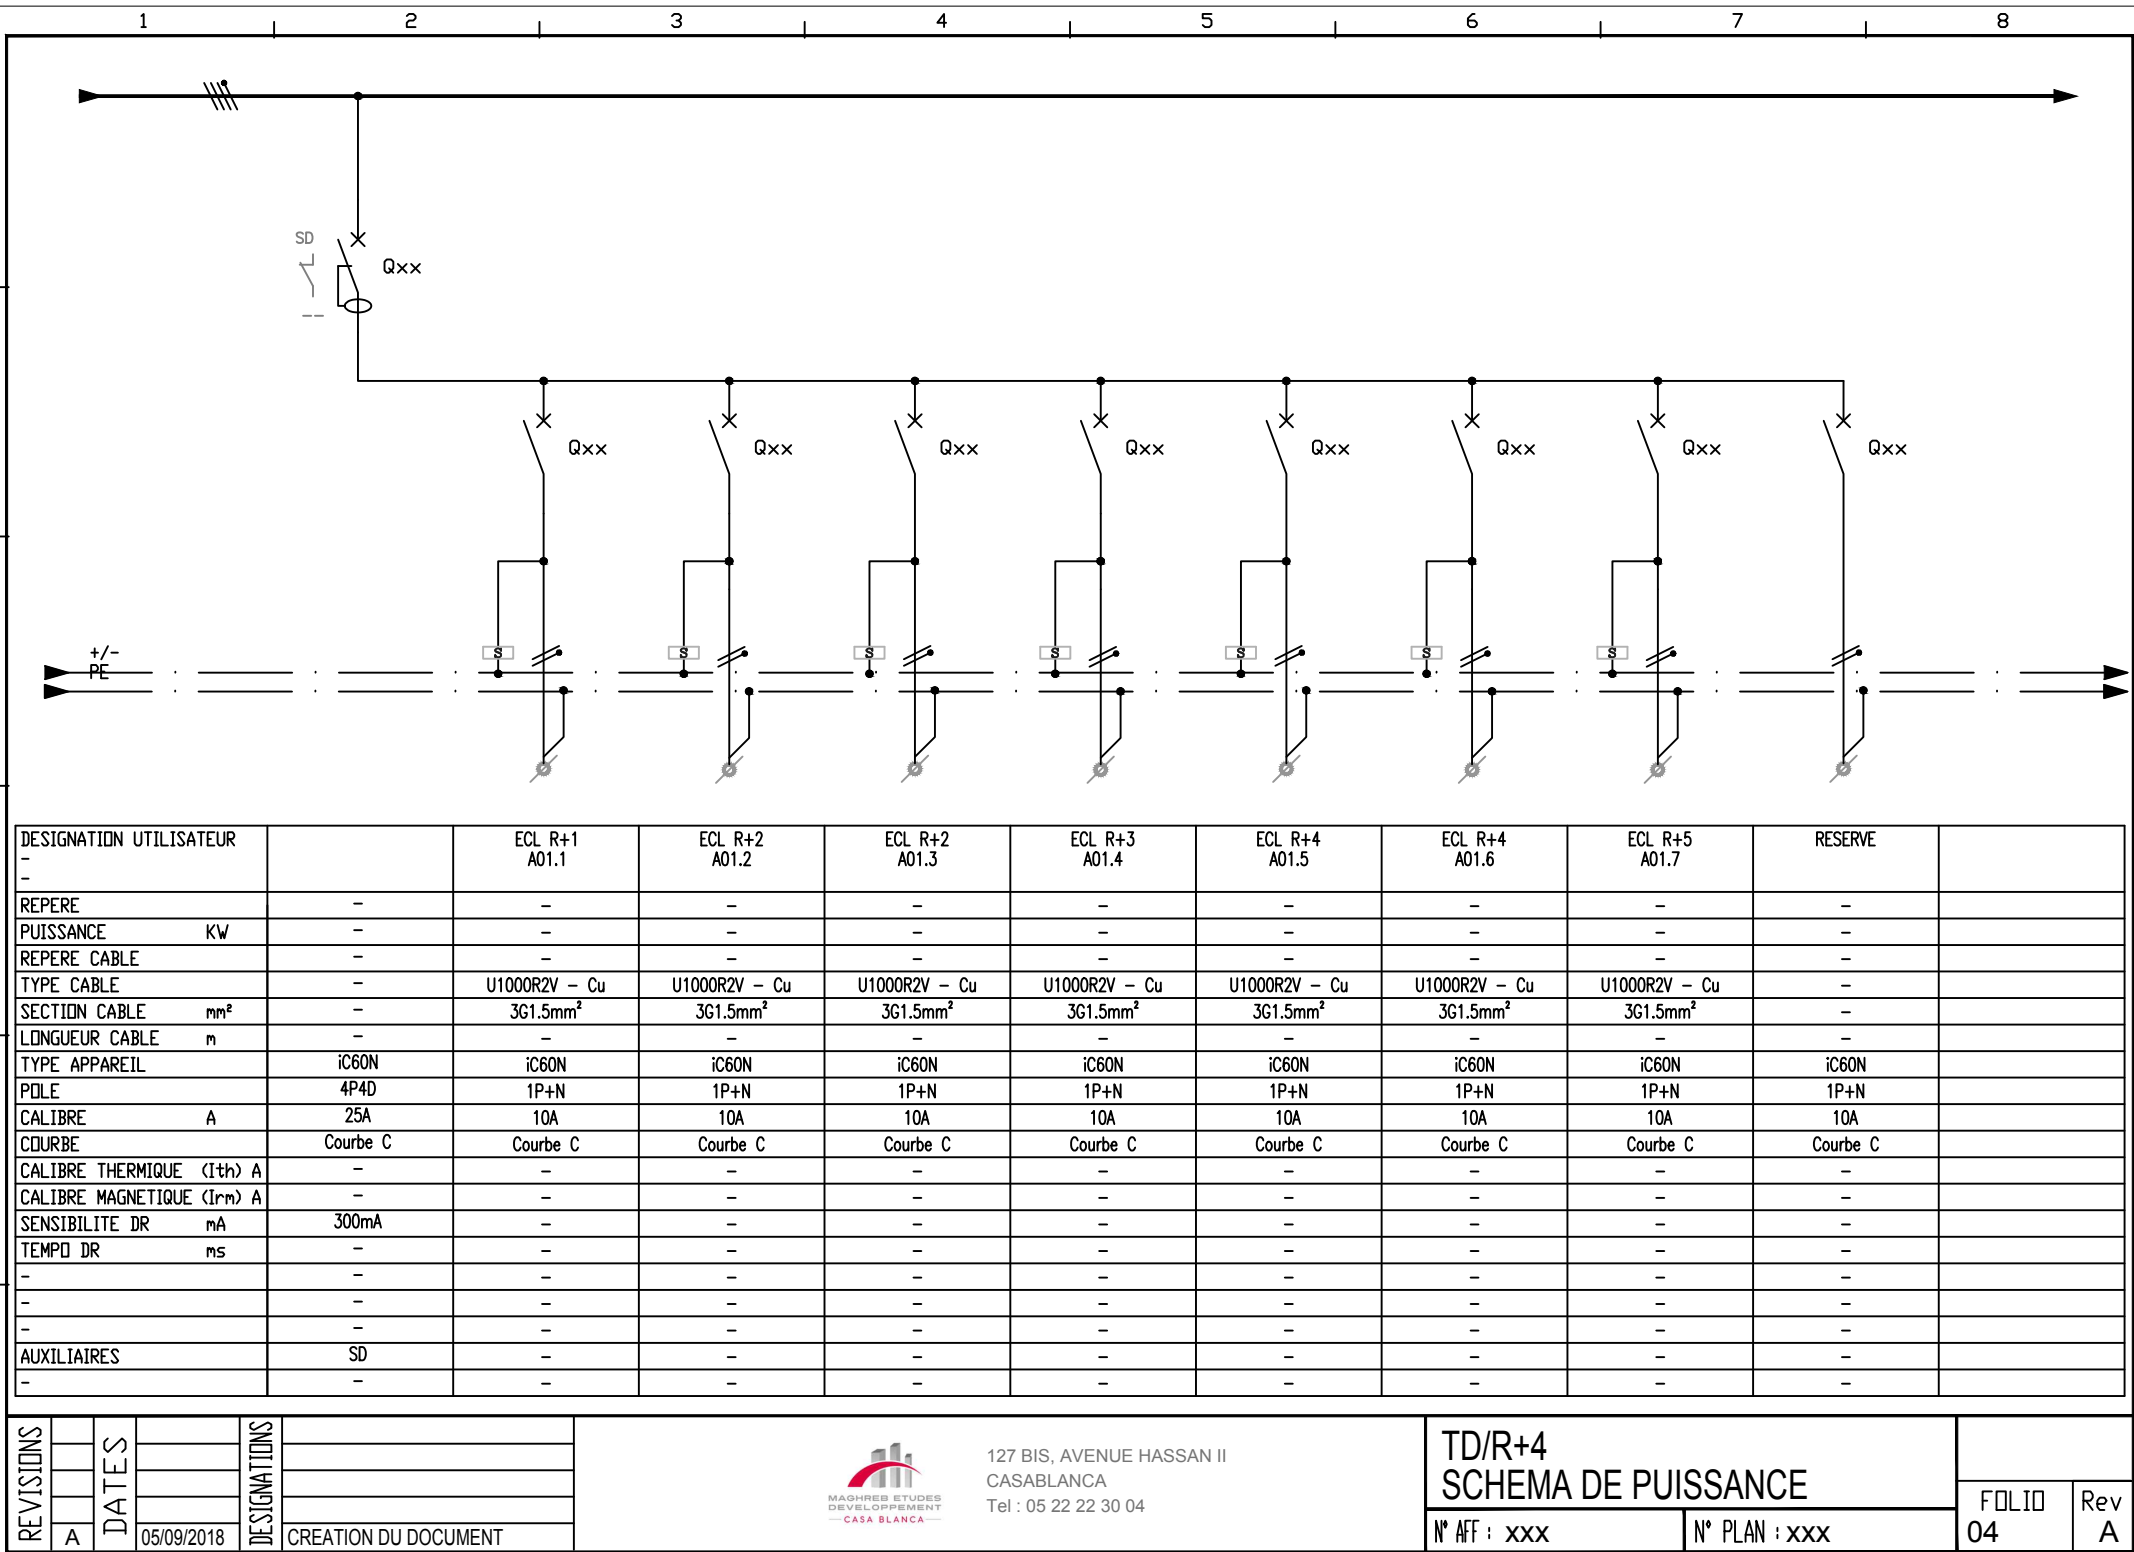 1 2 3 4 5 6 7 8
SD
Qxx
--
Qxx Qxx Qxx Qxx Qxx Qxx Qxx Qxx
S S S S S S S
+/-
PE
DESIGNATION UTILISATEUR ECL R+1 ECL R+2 ECL R+2 ECL R+3 ECL R+4 ECL R+4 ECL R+5 RESERVE
- A01.1 A01.2 A01.3 A01.4 A01.5 A01.6 A01.7
-
REPERE - - - - - - - - -
PUISSANCE KW - - - - - - - - -
REPERE CABLE - - - - - - - - -
TYPE CABLE - U1000R2V - Cu U1000R2V - Cu U1000R2V - Cu U1000R2V - Cu U1000R2V - Cu U1000R2V - Cu U1000R2V - Cu -
SECTION CABLE mm² - 3G1.5mm² 3G1.5mm² 3G1.5mm² 3G1.5mm² 3G1.5mm² 3G1.5mm² 3G1.5mm² -
LONGUEUR CABLE m - - - - - - - - -
TYPE APPAREIL iC60N iC60N iC60N iC60N iC60N iC60N iC60N iC60N iC60N
POLE 4P4D 1P+N 1P+N 1P+N 1P+N 1P+N 1P+N 1P+N 1P+N
CALIBRE A 25A 10A 10A 10A 10A 10A 10A 10A 10A
COURBE Courbe C Courbe C Courbe C Courbe C Courbe C Courbe C Courbe C Courbe C Courbe C
CALIBRE THERMIQUE (Ith) A - - - - - - - - -
CALIBRE MAGNETIQUE (Irm) A - - - - - - - - -
SENSIBILITE DR mA 300mA - - - - - - - -
TEMPO DR ms - - - - - - - - -
- - - - - - - - - -
- - - - - - - - - -
- - - - - - - - - -
AUXILIAIRES SD - - - - - - - -
- - - - - - - - - -
REVISIONS
A
DATES
05/09/2018
DESIGNATIONS
CREATION DU DOCUMENT
MAGHREB ETUDES
DEVELOPPEMENT
CASA BLANCA
127 BIS, AVENUE HASSAN II
CASABLANCA
Tel : 05 22 22 30 04
TD/R+4
SCHEMA DE PUISSANCE
N° AFF : XXX
N° PLAN : XXX
FOLIO
04
Rev
A